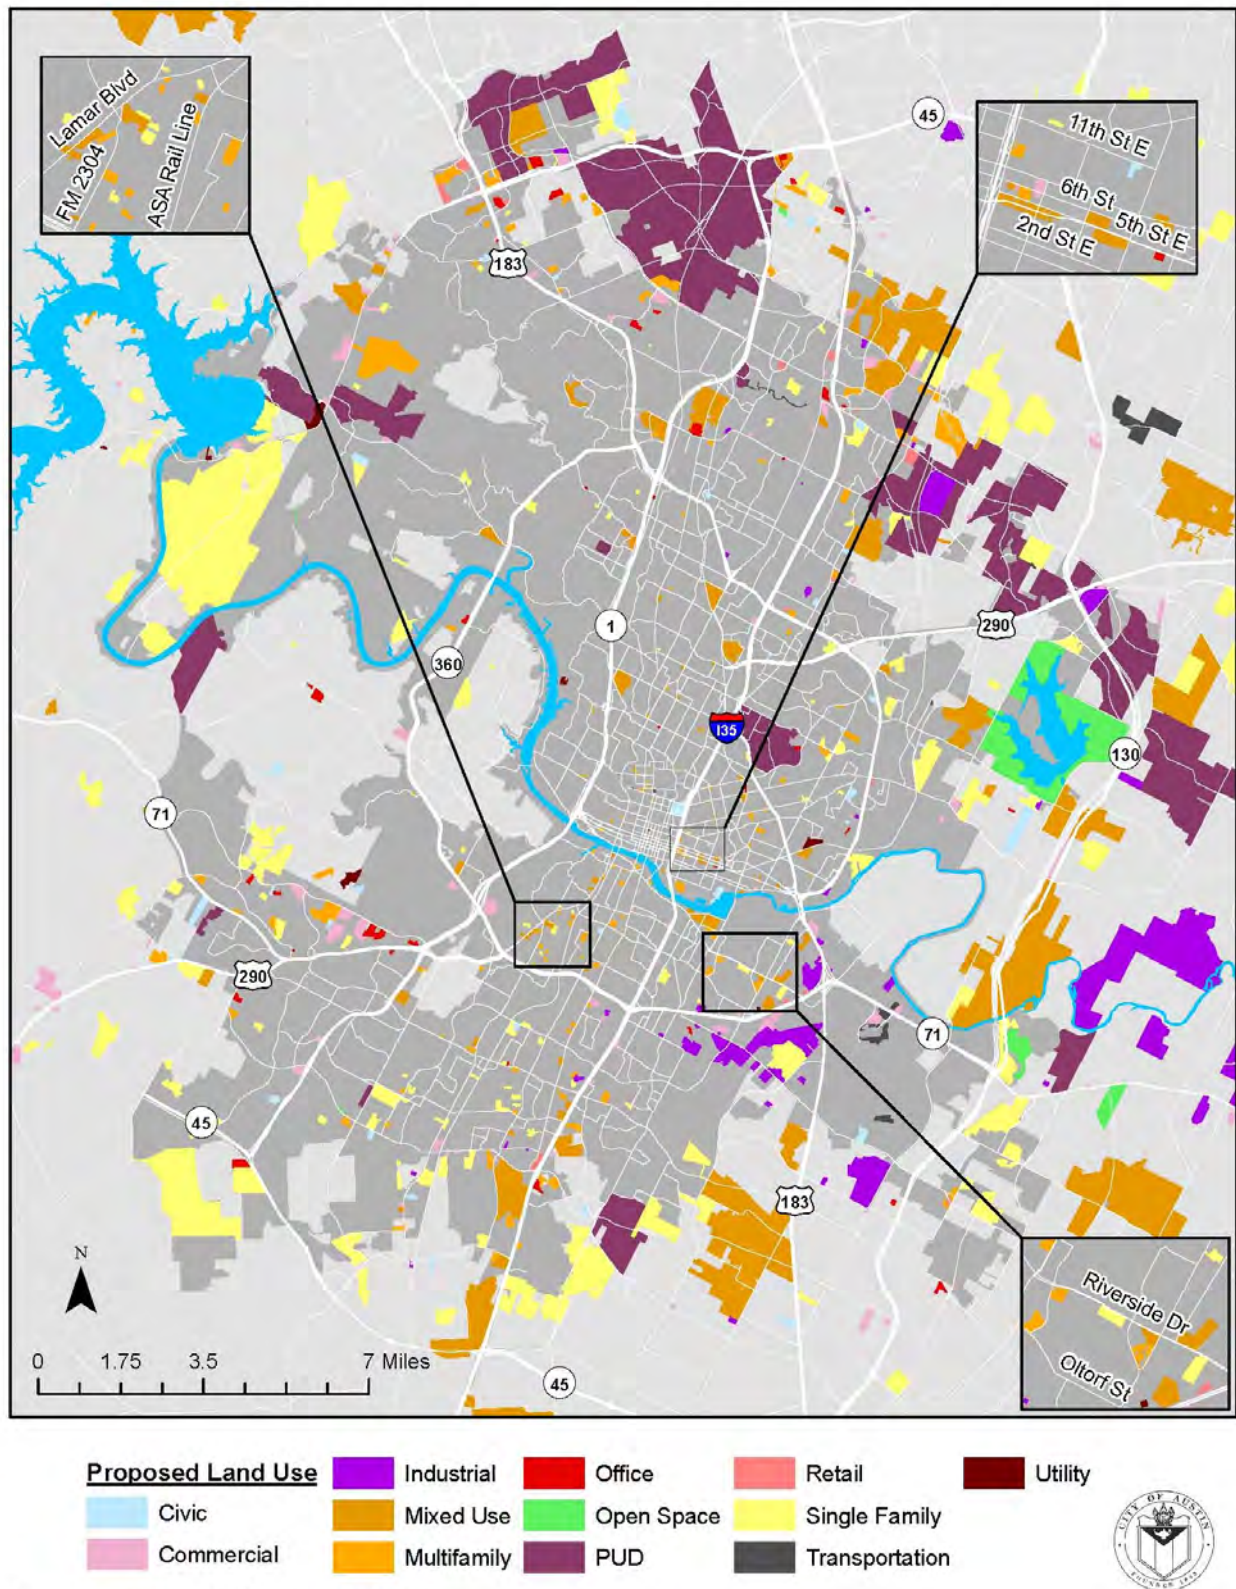 Lamar Blvd
FM 2304
ASA Rail Line
45
11th St E
6th St
5th St E
2nd St E
183
1
290
360
I35
130
71
290
71
45
183
N
Riverside Dr
Oltorf St
0 1.75 3.5 7 Miles
45
Proposed Land Use
Civic
Commercial
Industrial
Mixed Use
Multifamily
Office
Open Space
PUD
Retail
Single Family
Transportation
Utility
CITY OF AUSTIN
FOUNDED 1839